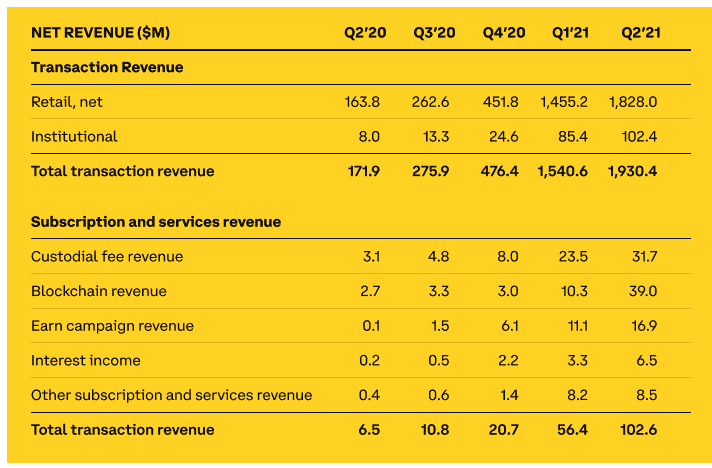 NET REVENUE ($M) Q2’20 Q3’20 Q4’20 Q1’21 Q2’21
Transaction Revenue
Retail, net 163.8 262.6 451.8 1,455.2 1,828.0
Institutional 8.0 13.3 24.6 85.4 102.4
Total transaction revenue 171.9 275.9 476.4 1,540.6 1,930.4
Subscription and services revenue
Custodial fee revenue 3.1 4.8 8.0 23.5 31.7
Blockchain revenue 2.7 3.3 3.0 10.3 39.0
Earn campaign revenue 0.1 1.5 6.1 11.1 16.9
Interest income 0.2 0.5 2.2 3.3 6.5
Other subscription and services revenue 0.4 0.6 1.4 8.2 8.5
Total transaction revenue 6.5 10.8 20.7 56.4 102.6